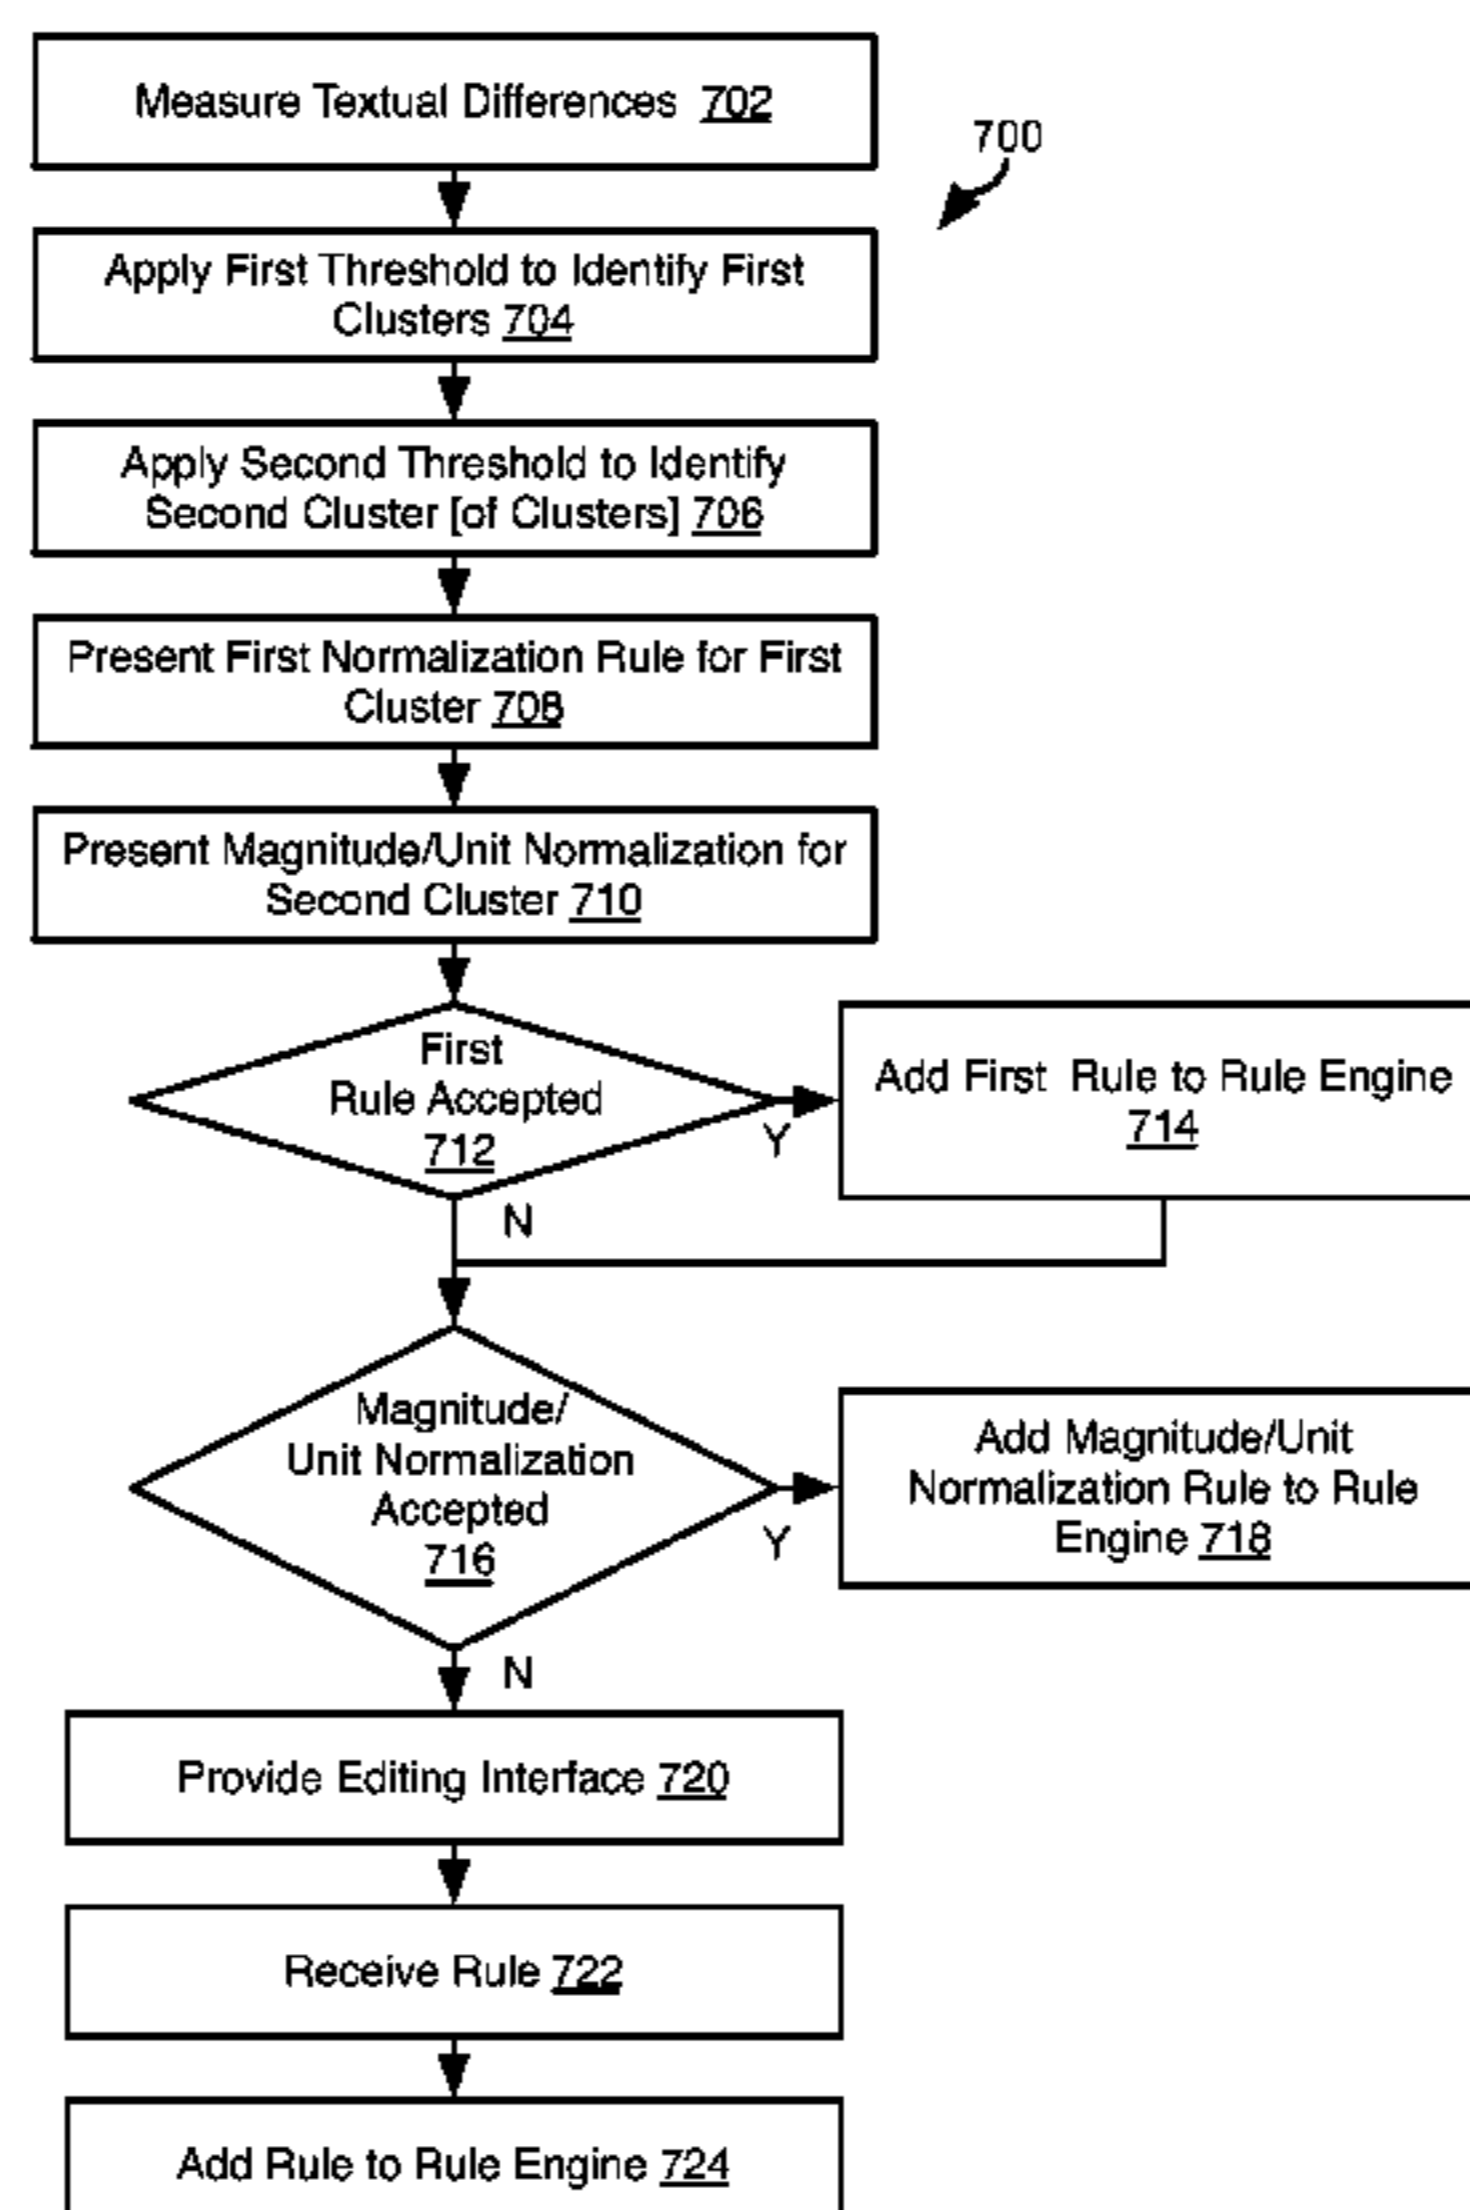 Measure Textual Differences 702
700
Apply First Threshold to Identify First
Clusters 704
Apply Second Threshold to Identify
Second Cluster [of Clusters] 706
Present First Normalization Rule for First
Cluster 708
Present Magnitude/Unit Normalization for
Second Cluster 710
First
Rule Accepted
712
Y
Add First Rule to Rule Engine
714
N
Magnitude/
Unit Normalization
Accepted
716
Y
Add Magnitude/Unit
Normalization Rule to Rule
Engine 718
N
Provide Editing Interface 720
Receive Rule 722
Add Rule to Rule Engine 724